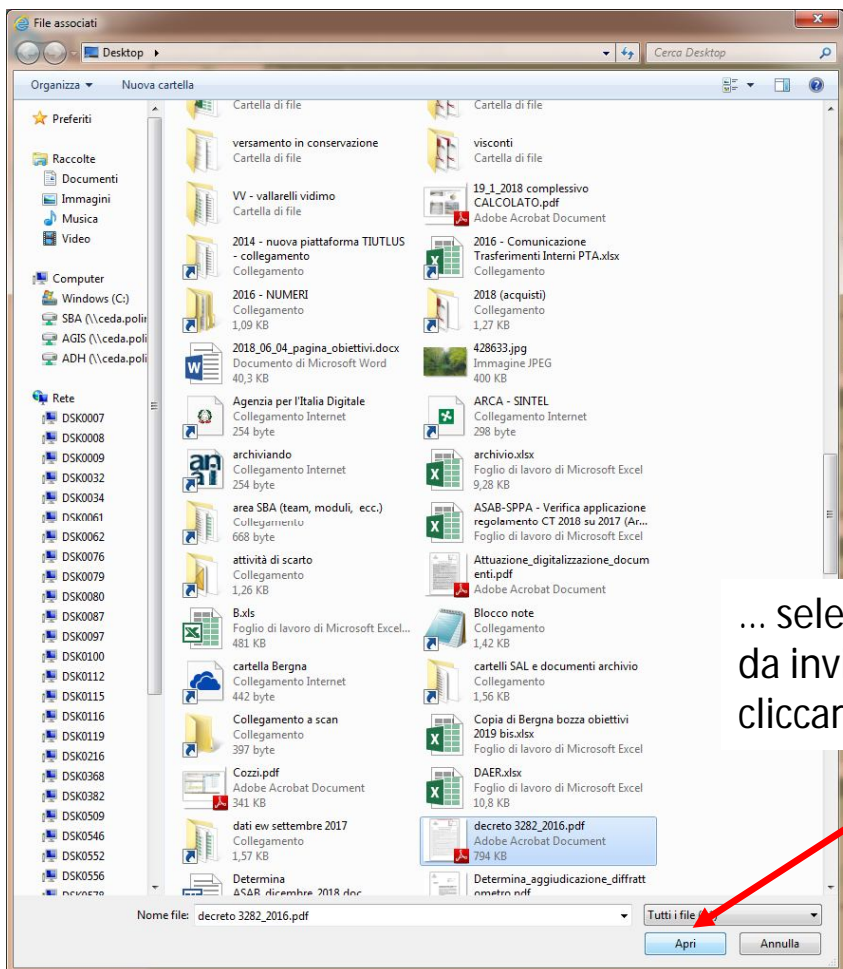 File associati
Desktop
Cerca Desktop
Organizza
Nuova cartella
Preferiti
Raccolte
Documenti
Immagini
Musica
Video
Computer
Windows (C:)
SBA (\\ceda.polir
AGIS (\\ceda.poli
ADH (\\ceda.poli
Rete
DSK0007
DSK0008
DSK0009
DSK0032
DSK0034
DSK0061
DSK0062
DSK0076
DSK0079
DSK0080
DSK0087
DSK0097
DSK0100
DSK0112
DSK0115
DSK0116
DSK0119
DSK0216
DSK0368
DSK0382
DSK0509
DSK0546
DSK0552
DSK0556
DSK0578
Cartella di file
Cartella di file
versamento in conservazione
Cartella di file
visconti
Cartella di file
VV - vallarelli vidimo
Cartella di file
19_1_2018 complessivo
CALCOLATO.pdf
Adobe Acrobat Document
2014 - nuova piattaforma TIUTLUS
- collegamento
Collegamento
2016 - Comunicazione
Trasferimenti Interni PTA.xlsx
Collegamento
2016 - NUMERI
Collegamento
1,09 KB
2018 (acquisti)
Collegamento
1,27 KB
2018_06_04_pagina_obiettivi.docx
Documento di Microsoft Word
40,3 KB
428633.jpg
Immagine JPEG
400 KB
Agenzia per l'Italia Digitale
Collegamento Internet
254 byte
ARCA - SINTEL
Collegamento Internet
298 byte
archiviando
Collegamento Internet
254 byte
archivio.xlsx
Foglio di lavoro di Microsoft Excel
9,28 KB
area SBA (team, moduli, ecc.)
Collegamento
668 byte
ASAB-SPPA - Verifica applicazione
regolamento CT 2018 su 2017 (Ar...
Foglio di lavoro di Microsoft Excel
attività di scarto
Collegamento
1,26 KB
Attuazione_digitalizzazione_docum
enti.pdf
Adobe Acrobat Document
B.xls
Foglio di lavoro di Microsoft Excel...
481 KB
Blocco note
Collegamento
1,42 KB
cartella Bergna
Collegamento Internet
442 byte
cartelli SAL e documenti archivio
Collegamento
1,56 KB
Collegamento a scan
Collegamento
397 byte
Copia di Bergna bozza obiettivi
2019 bis.xlsx
Foglio di lavoro di Microsoft Excel
Cozzi.pdf
Adobe Acrobat Document
341 KB
DAER.xlsx
Foglio di lavoro di Microsoft Excel
10,8 KB
dati ew settembre 2017
Collegamento
1,57 KB
decreto 3282_2016.pdf
Adobe Acrobat Document
794 KB
Determina
ASAB dicembre 2018.doc
Determina_aggiudicazione_diffratt
ometro.pdf
... sele
da inv
cliccar
Nome file: decreto 3282_2016.pdf
Tutti i file
Apri
Annulla